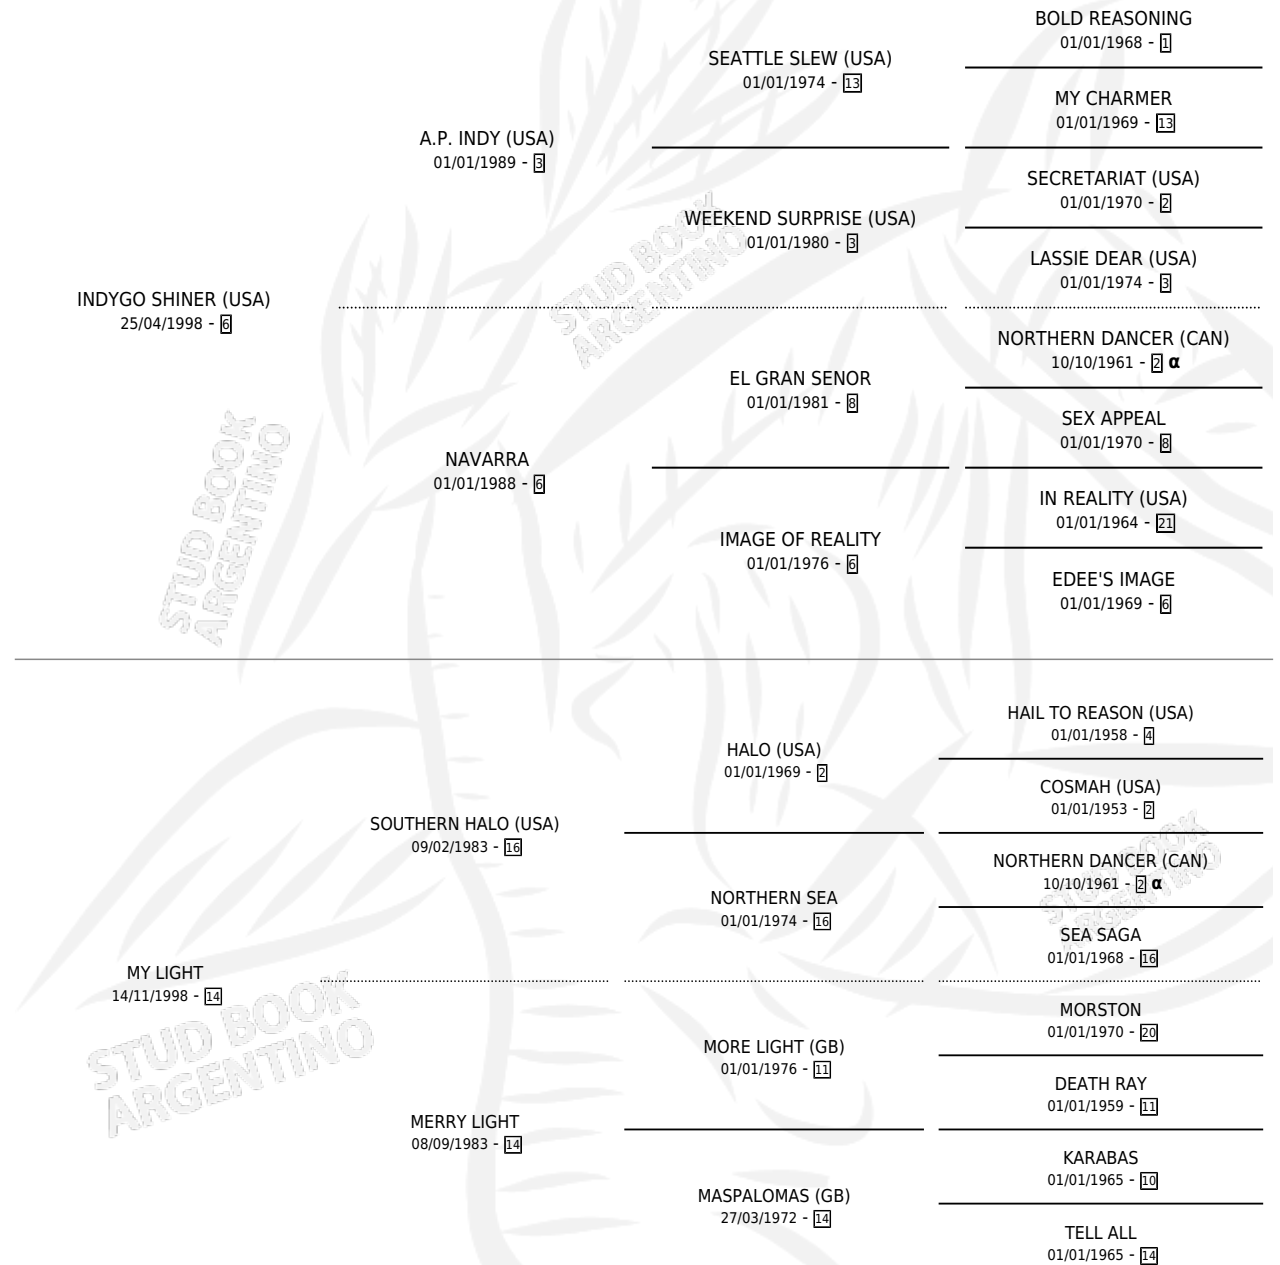 BOLD REASONING
01/01/1968 - 1
SEATTLE SLEW (USA)
01/01/1974 - 13
MY CHARMER
01/01/1969 - 13
A.P. INDY (USA)
01/01/1989 - 3
SECRETARIAT (USA)
01/01/1970 - 2
WEEKEND SURPRISE (USA)
01/01/1980 - 3
LASSIE DEAR (USA)
01/01/1974 - 3
INDYGO SHINER (USA)
25/04/1998 - 6
NORTHERN DANCER (CAN)
10/10/1961 - 2 α
EL GRAN SENOR
01/01/1981 - 8
SEX APPEAL
01/01/1970 - 8
NAVARRA
01/01/1988 - 6
IN REALITY (USA)
01/01/1964 - 21
IMAGE OF REALITY
01/01/1976 - 6
EDEE'S IMAGE
01/01/1969 - 6
HAIL TO REASON (USA)
01/01/1958 - 4
HALO (USA)
01/01/1969 - 2
COSMAH (USA)
01/01/1953 - 2
SOUTHERN HALO (USA)
09/02/1983 - 16
NORTHERN DANCER (CAN)
10/10/1961 - 2 α
NORTHERN SEA
01/01/1974 - 16
SEA SAGA
01/01/1968 - 16
MY LIGHT
14/11/1998 - 14
MORSTON
01/01/1970 - 20
MORE LIGHT (GB)
01/01/1976 - 11
DEATH RAY
01/01/1959 - 11
MERRY LIGHT
08/09/1983 - 14
KARABAS
01/01/1965 - 10
MASPALOMAS (GB)
27/03/1972 - 14
TELL ALL
01/01/1965 - 14
STUD BOOK
ARGENTINO
STUD BOOK
ARGENTINO
STUD BOOK
ARGENTINO
STUD BOOK
ARGENTINO